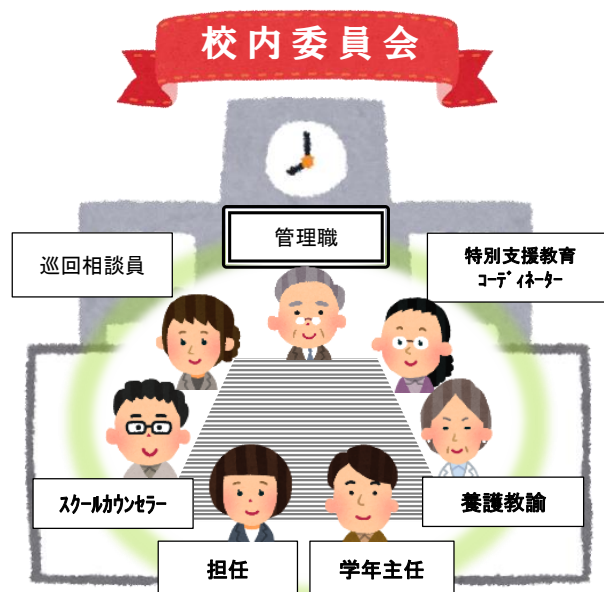 校内委員会
管理職
巡回相談員
特別支援教育
コーディネーター
スクールカウンセラー
養護教諭
担任
学年主任